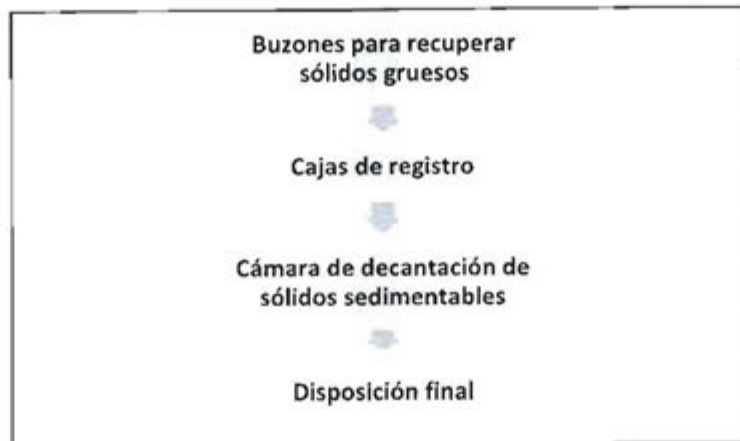 Buzones para recuperar
sólidos gruesos
Cajas de registro
Cámara de decantación de
sólidos sedimentables
Disposición final